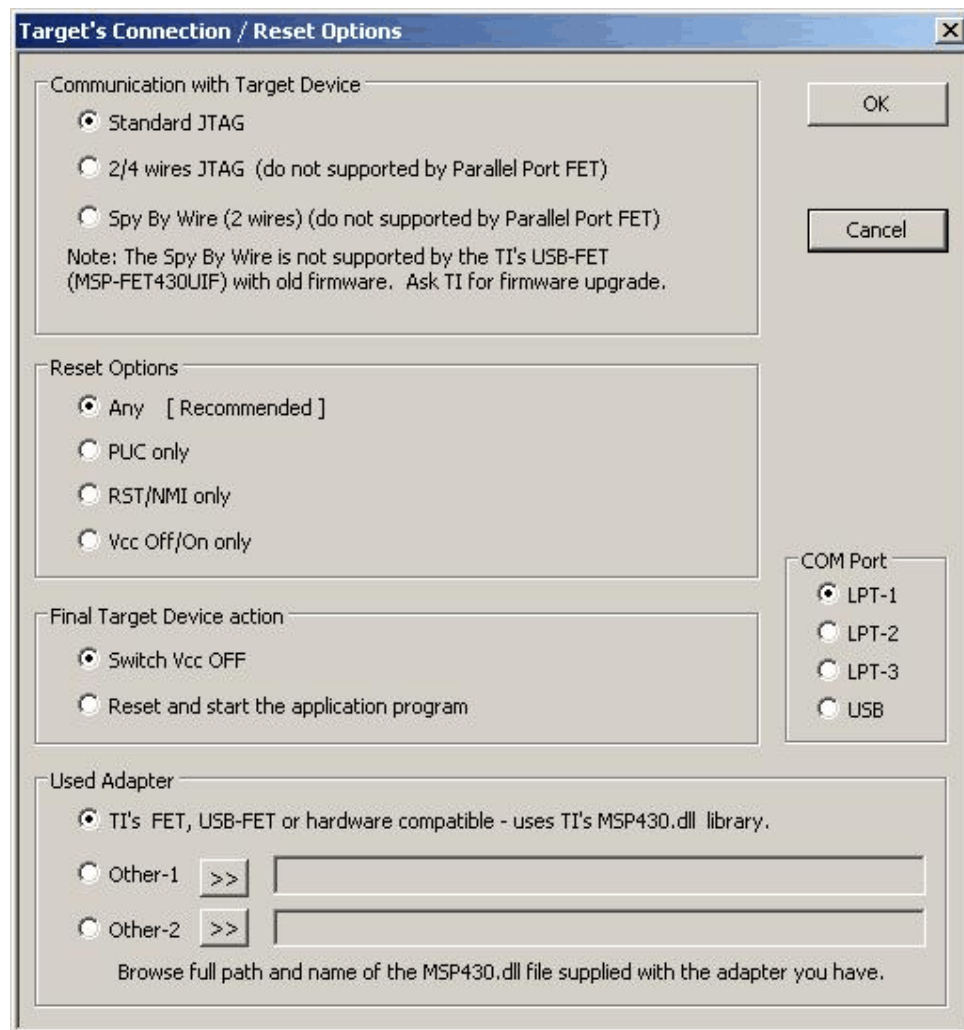 Target's Connection / Reset Options
Communication with Target Device
Standard JTAG
2/4 wires JTAG (do not supported by Parallel Port FET)
Spy By Wire (2 wires) (do not supported by Parallel Port FET)
Note: The Spy By Wire is not supported by the TI's USB-FET
(MSP-FET430UIF) with old firmware. Ask TI for firmware upgrade.
OK
Cancel
Reset Options
Any [ Recommended ]
PUC only
RST/NMI only
Vcc Off/On only
COM Port
LPT-1
LPT-2
LPT-3
USB
Final Target Device action
Switch Vcc OFF
Reset and start the application program
Used Adapter
TI's FET, USB-FET or hardware compatible - uses TI's MSP430.dll library.
Other-1 >>
Other-2 >>
Browse full path and name of the MSP430.dll file supplied with the adapter you have.